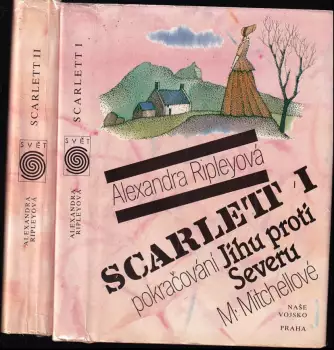 SCARLETT II
SVĚT
ALEXANDRA
RIPLEYOVÁ
SCARLETT I
SVĚT
ALEXANDRA
RIPLEYOVÁ
Alexandra Ripleyová
SCARLETT I
pokračování Jihu proti
Severu
M. Mitchellové
NAŠE
VOJSKO
PRAHA